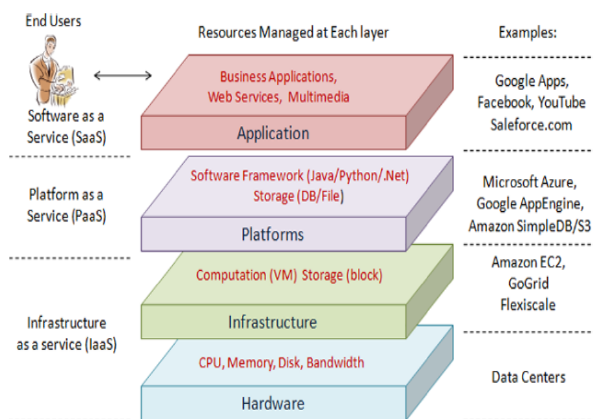 End Users
Resources Managed at Each layer
Examples:
Business Applications,
Web Services, Multimedia
Application
Software as a
Service (SaaS)
Google Apps,
Facebook, YouTube
Saleforce.com
Software Framework (Java/Python/.Net)
Storage (DB/File)
Platforms
Platform as a
Service (PaaS)
Microsoft Azure,
Google AppEngine,
Amazon SimpleDB/S3
Computation (VM) Storage (block)
Infrastructure
Amazon EC2,
GoGrid
Flexiscale
Infrastructure
as a service (IaaS)
CPU, Memory, Disk, Bandwidth
Hardware
Data Centers